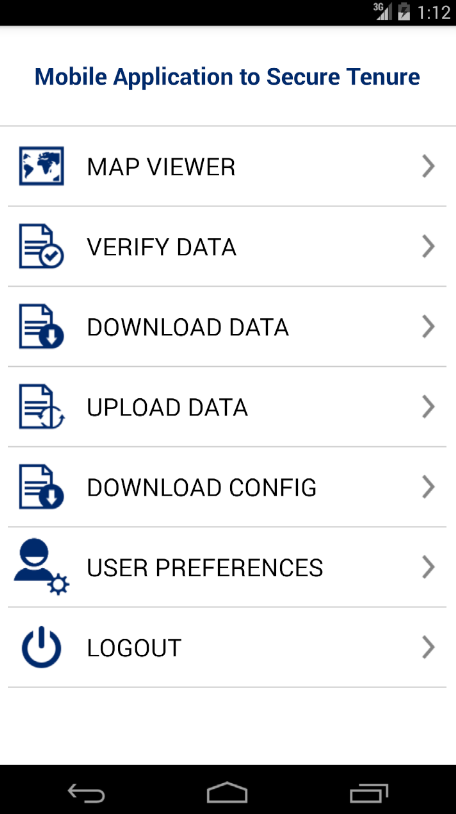 3G 1:12
Mobile Application to Secure Tenure
MAP VIEWER
VERIFY DATA
DOWNLOAD DATA
UPLOAD DATA
DOWNLOAD CONFIG
USER PREFERENCES
LOGOUT